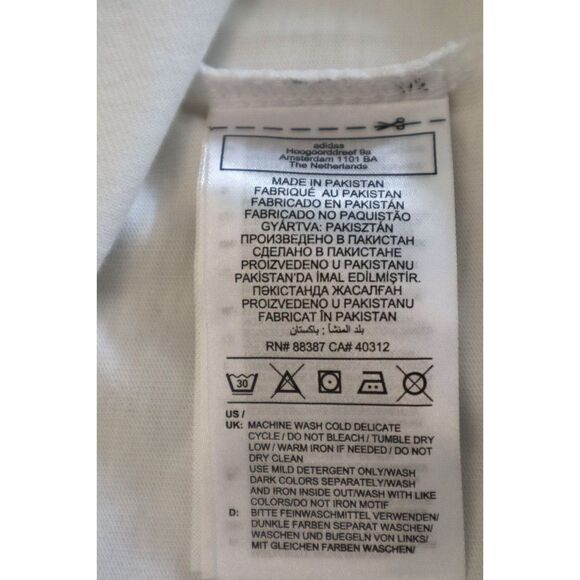 adidas
Hoogoorddreef 9a
Amsterdam 1101 BA
The Netherlands
MADE IN PAKISTAN
FABRIQUÉ AU PAKISTAN
FABRICADO EN PAKISTÁN
FABRICADO NO PAQUISTÃO
GYÁRTVA: PAKISZTÁN
ПРОИЗВЕДЕНО В ПАКИСТАН
СДЕЛАНО В ПАКИСТАНЕ
PROIZVEDENO U PAKISTANU
PAKİSTAN'DA İMAL EDİLMİŞTİR.
ПӘКІСТАНДА ЖАСАЛҒАН
PROIZVEDENO U PAKISTANU
FABRICAT ÎN PAKISTAN
بلد المنشأ : باكستان
RN# 88387 CA# 40312
30
US /
UK: MACHINE WASH COLD DELICATE
CYCLE / DO NOT BLEACH / TUMBLE DRY
LOW / WARM IRON IF NEEDED / DO NOT
DRY CLEAN
USE MILD DETERGENT ONLY/WASH
DARK COLORS SEPARATELY/WASH
AND IRON INSIDE OUT/WASH WITH LIKE
COLORS/DO NOT IRON MOTIF
D: BITTE FEINWASCHMITTEL VERWENDEN/
DUNKLE FARBEN SEPARAT WASCHEN/
WASCHEN UND BUEGELN VON LINKS/
MIT GLEICHEN FARBEN WASCHEN/